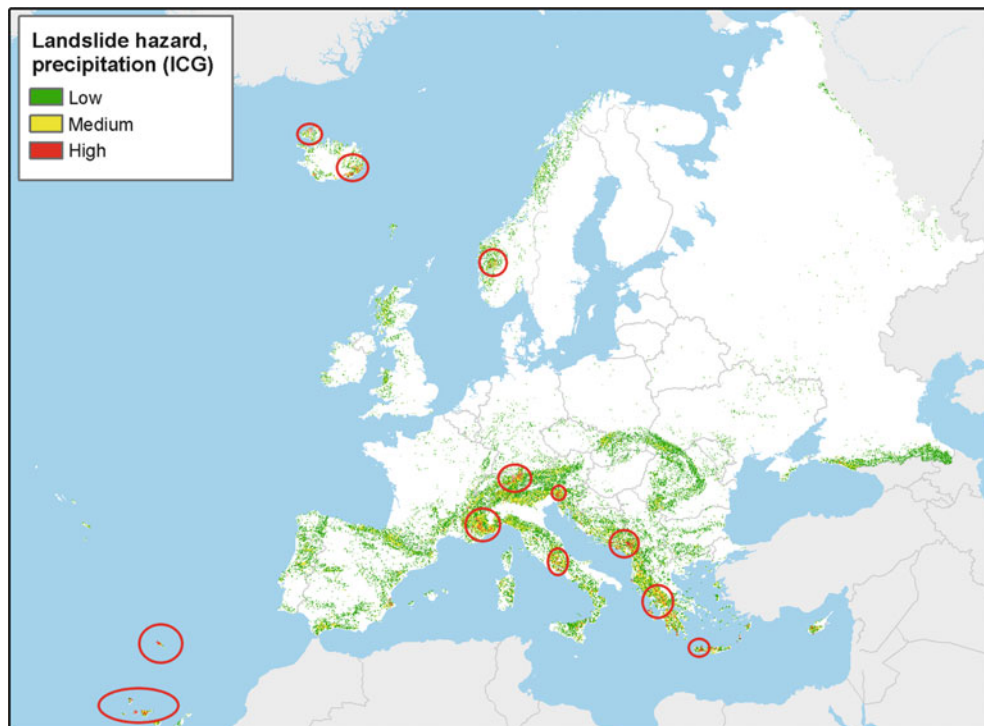 Landslide hazard,
precipitation (ICG)
Low
Medium
High